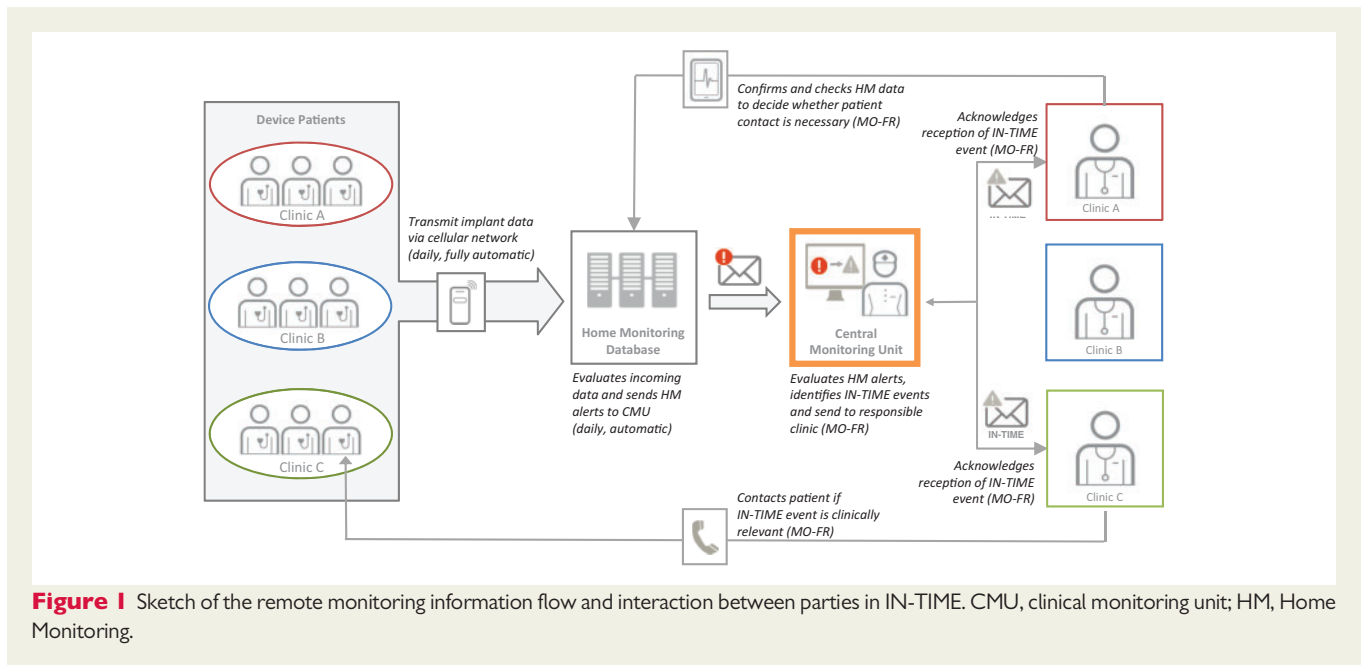 Device Patients
Clinic A
Clinic B
Clinic C
Transmit implant data
via cellular network
(daily, fully automatic)
Home Monitoring
Database
Evaluates incoming
data and sends HM
alerts to CMU
(daily, automatic)
Confirms and checks HM data
to decide whether patient
contact is necessary (MO-FR)
Central
Monitoring Unit
Evaluates HM alerts,
identifies IN-TIME events
and send to responsible
clinic (MO-FR)
Acknowledges
reception of IN-TIME
event (MO-FR)
Clinic A
Clinic B
IN-TIME
Clinic C
Acknowledges
reception of IN-TIME
event (MO-FR)
Contacts patient if
IN-TIME event is clinically
relevant (MO-FR)
Figure 1 Sketch of the remote monitoring information flow and interaction between parties in IN-TIME. CMU, clinical monitoring unit; HM, Home
Monitoring.